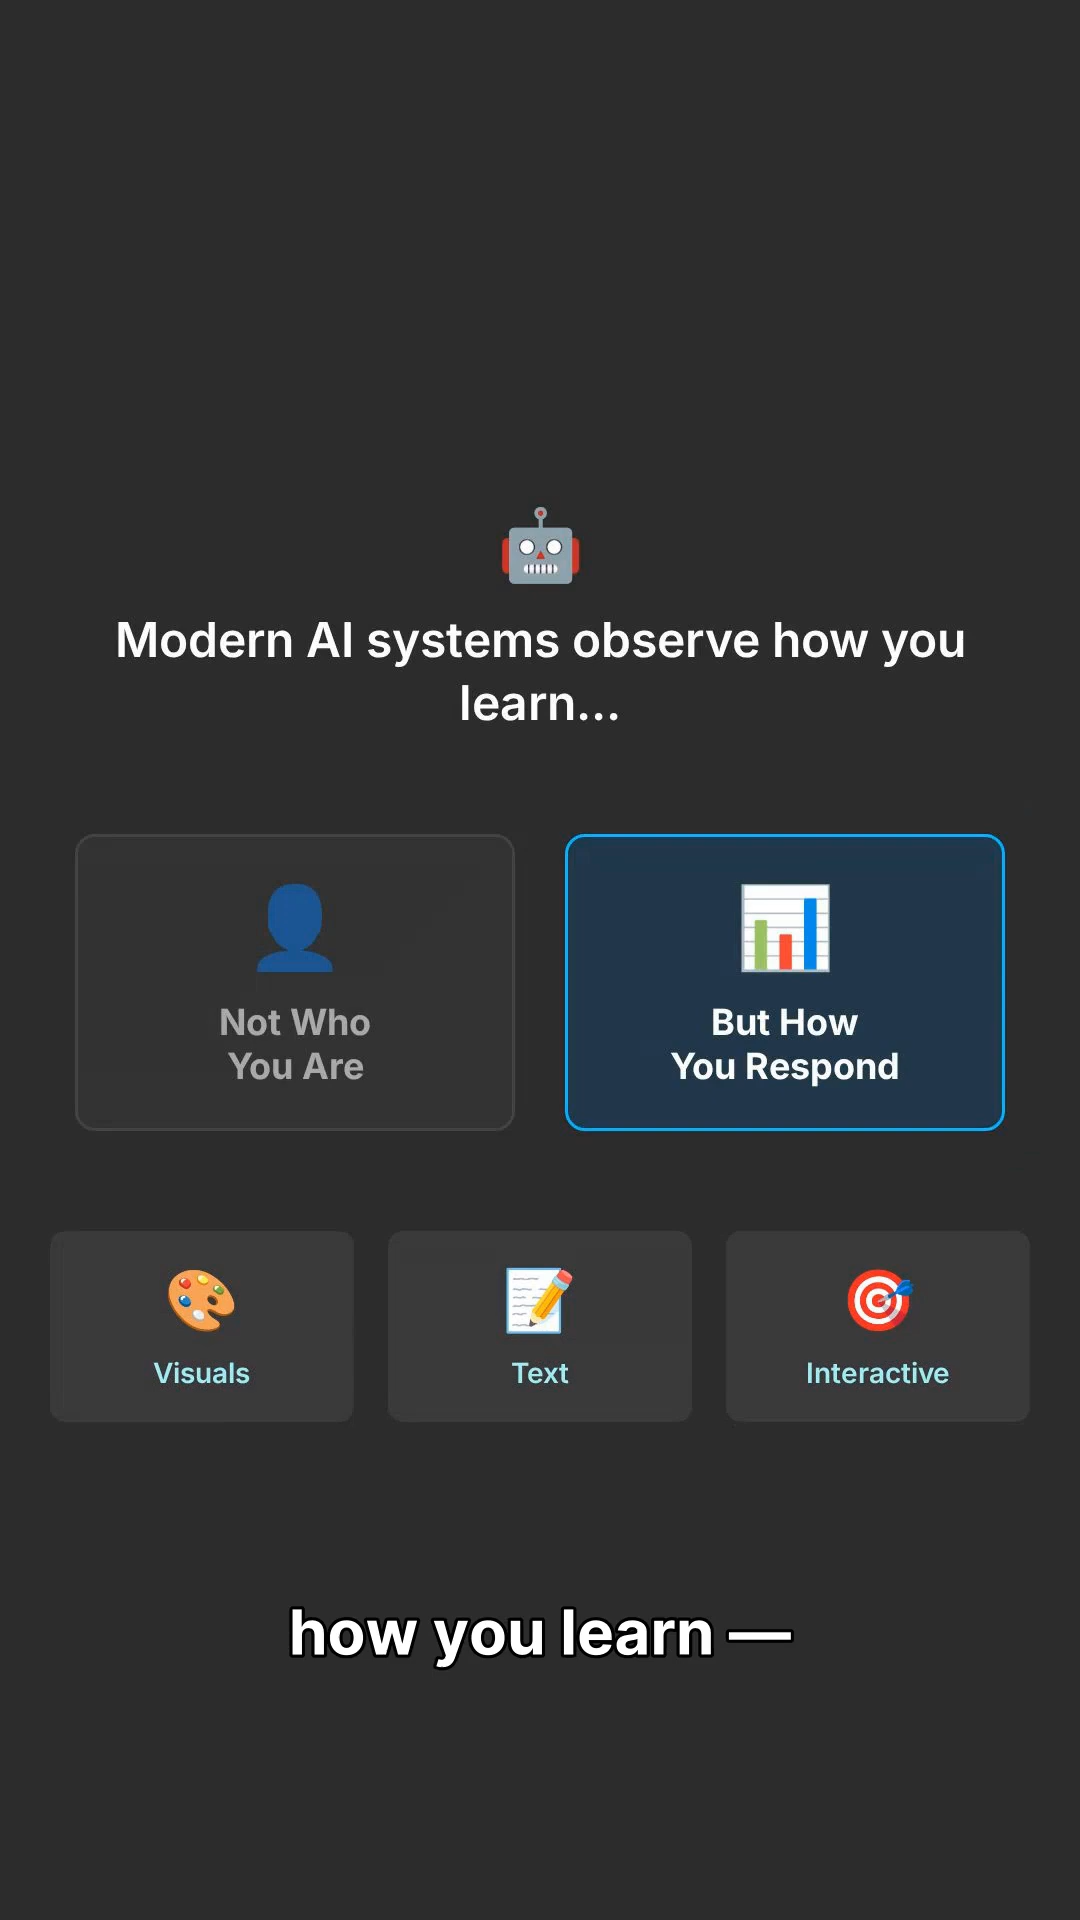 Modern AI systems observe how you
learn...
Not Who
You Are
But How
You Respond
Visuals
Text
Interactive
how you learn —